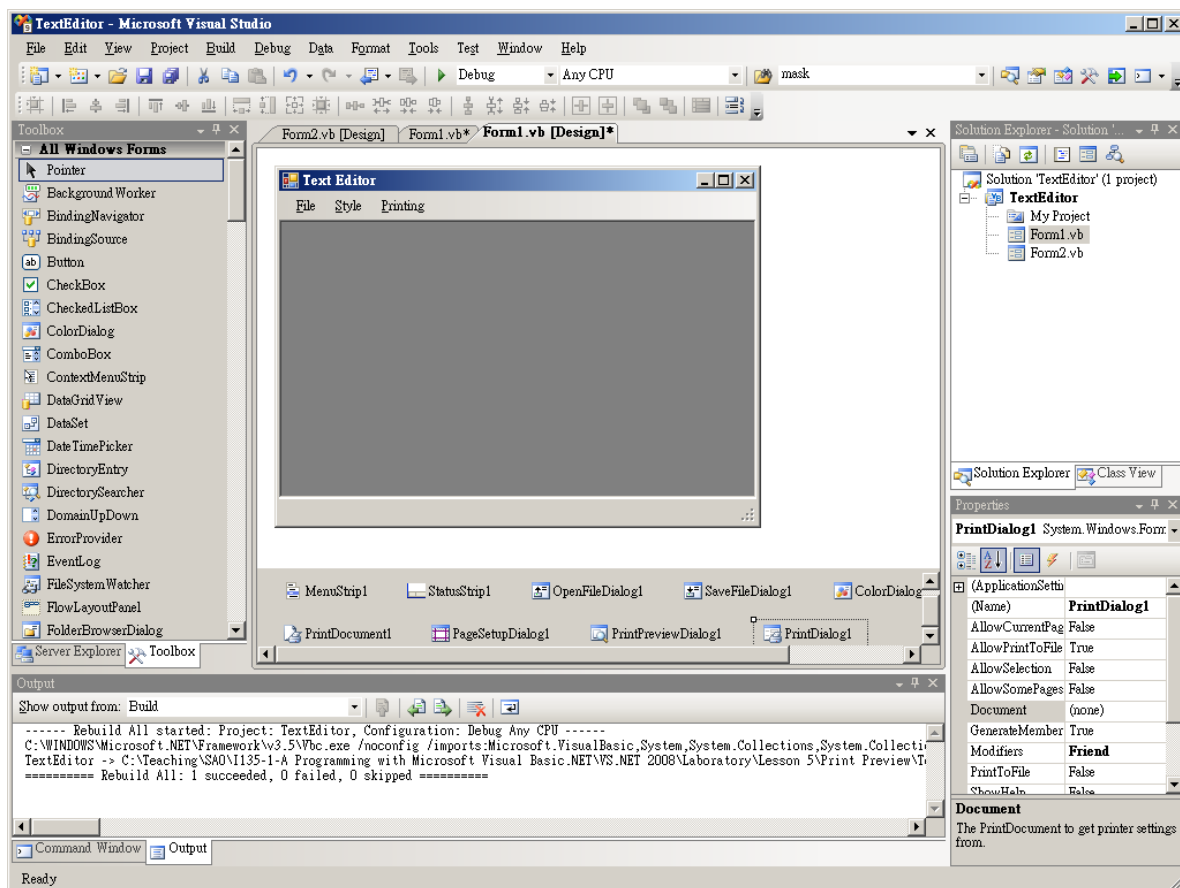 TextEditor - Microsoft Visual Studio
File Edit View Project Build Debug Data Format Tools Test Window Help
Debug Any CPU mask
Toolbox
All Windows Forms
Pointer
BackgroundWorker
BindingNavigator
BindingSource
Button
CheckBox
CheckedListBox
ColorDialog
ComboBox
ContextMenuStrip
DataGridView
DataSet
DateTimePicker
DirectoryEntry
DirectorySearcher
DomainUpDown
ErrorProvider
EventLog
FileSystemWatcher
FlowLayoutPanel
FolderBrowserDialog
Server Explorer Toolbox
Form2.vb [Design] Form1.vb* Form1.vb [Design]*
Text Editor
File Style Printing
MenuStrip1 StatusStrip1 OpenFileDialog1 SaveFileDialog1 ColorDialog
PrintDocument1 PageSetupDialog1 PrintPreviewDialog1 PrintDialog1
Solution Explorer - Solution '...
Solution 'TextEditor' (1 project)
TextEditor
My Project
Form1.vb
Form2.vb
Solution Explorer Class View
Properties
PrintDialog1 System.Windows.Form
(ApplicationSettin
(Name) PrintDialog1
AllowCurrentPag False
AllowPrintToFile True
AllowSelection False
AllowSomePages False
Document (none)
GenerateMember True
Modifiers Friend
PrintToFile False
ShowHelp False
Document
The PrintDocument to get printer settings from.
Output
Show output from: Build
------ Rebuild All started: Project: TextEditor, Configuration: Debug Any CPU ------
C:\WINDOWS\Microsoft.NET\Framework\v3.5\Vbc.exe /noconfig /imports:Microsoft.VisualBasic,System,System.Collections,System.Collecti
TextEditor -> C:\Teaching\SAO\I135-1-A Programming with Microsoft Visual Basic.NET\VS.NET 2008\Laboratory\Lesson 5\Print Preview\T
========== Rebuild All: 1 succeeded, 0 failed, 0 skipped ==========
Command Window Output
Ready